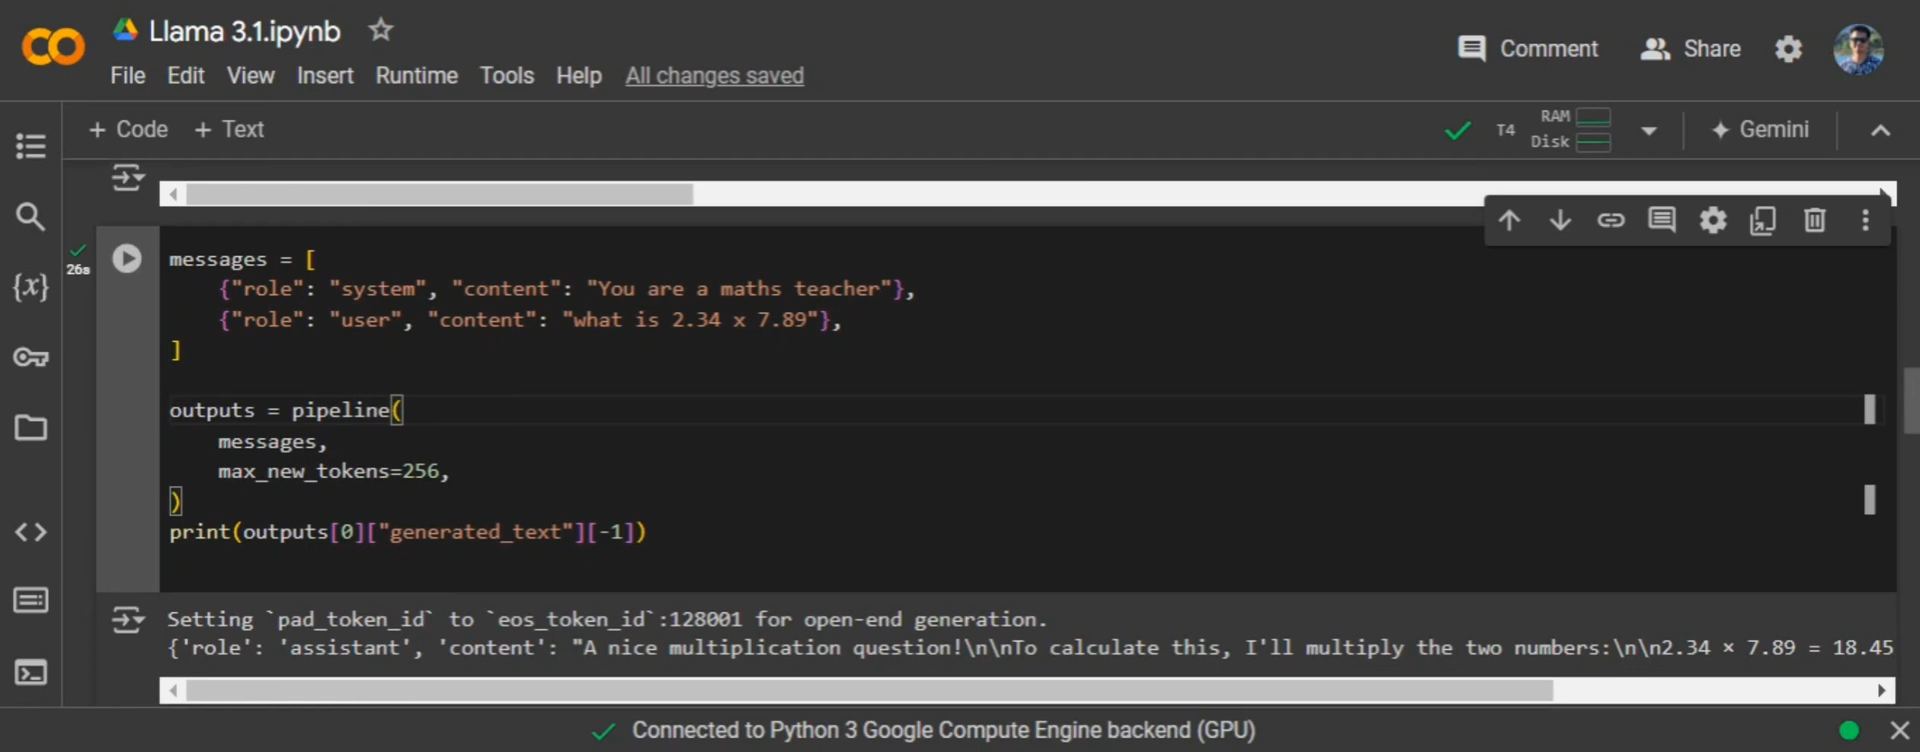 Llama 3.1.ipynb
File Edit View Insert Runtime Tools Help All changes saved
Comment Share
+ Code + Text
T4 RAM Disk Gemini
26s
messages = [
    {"role": "system", "content": "You are a maths teacher"},
    {"role": "user", "content": "what is 2.34 x 7.89"},
]
outputs = pipeline(
    messages,
    max_new_tokens=256,
)
print(outputs[0]["generated_text"][-1])
Setting `pad_token_id` to `eos_token_id`:128001 for open-end generation.
{'role': 'assistant', 'content': "A nice multiplication question!\n\nTo calculate this, I'll multiply the two numbers:\n\n2.34 × 7.89 = 18.45
Connected to Python 3 Google Compute Engine backend (GPU)